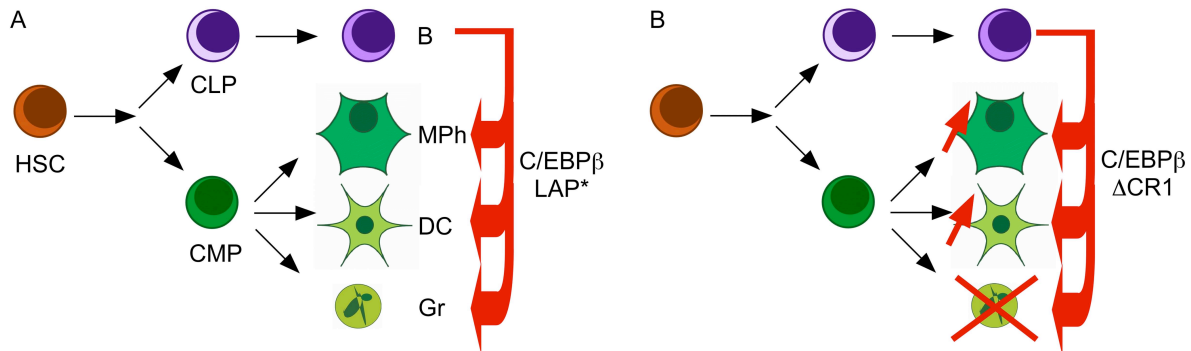 A
B
CLP
HSC
MPh
C/EBPβ
LAP*
DC
CMP
Gr
B
C/EBPβ
ΔCR1